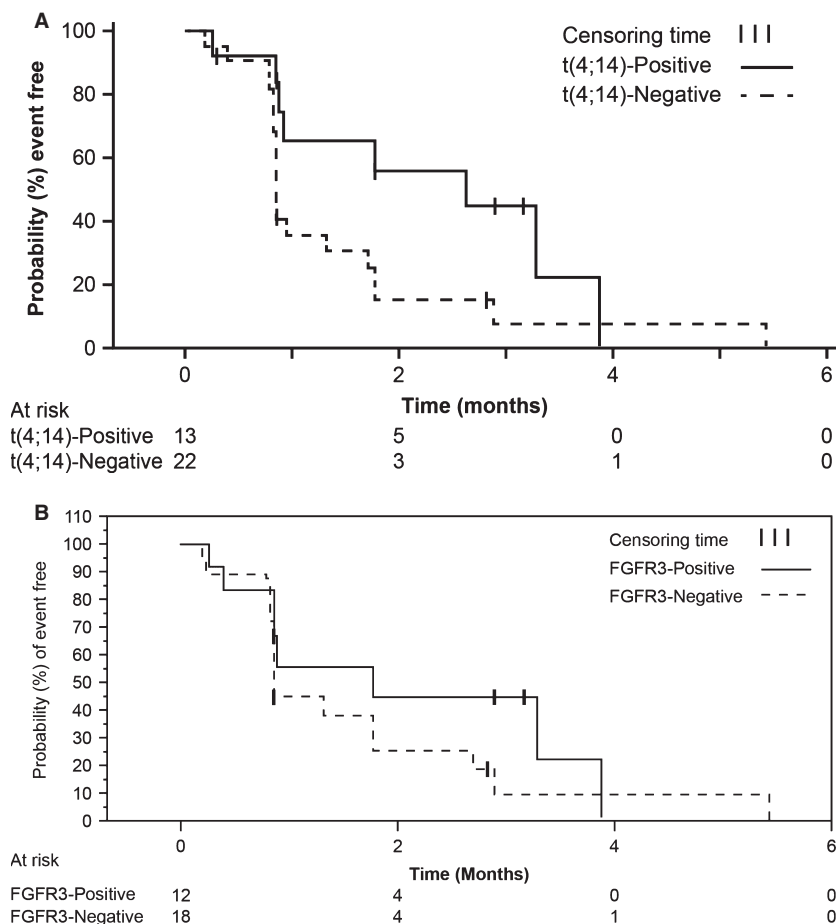 A
Probability (%) event free
100
80
60
40
20
0
Censoring time
t(4;14)-Positive
t(4;14)-Negative
0 2 4 6
Time (months)
At risk
t(4;14)-Positive 13 5 0 0
t(4;14)-Negative 22 3 1 0
B
Probability (%) of event free
110
100
90
80
70
60
50
40
30
20
10
0
Censoring time
FGFR3-Positive
FGFR3-Negative
0 2 4 6
Time (Months)
At risk
FGFR3-Positive 12 4 0 0
FGFR3-Negative 18 4 1 0